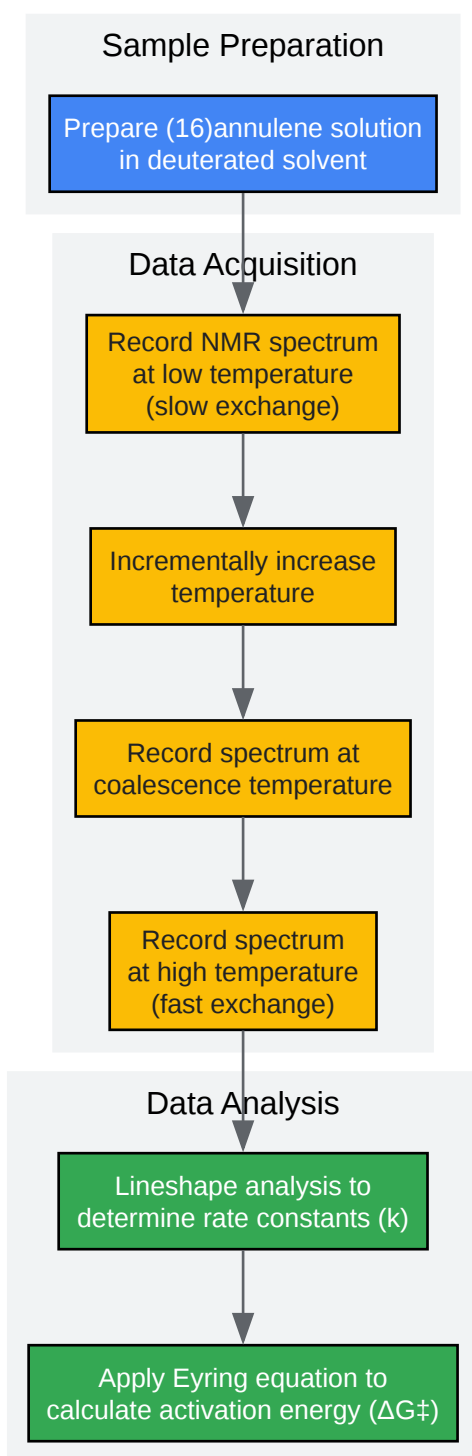 Sample Preparation
Prepare (16)annulene solution
in deuterated solvent
Data Acquisition
Record NMR spectrum
at low temperature
(slow exchange)
Incrementally increase
temperature
Record spectrum at
coalescence temperature
Record spectrum
at high temperature
(fast exchange)
Data Analysis
Lineshape analysis to
determine rate constants (k)
Apply Eyring equation to
calculate activation energy (ΔG‡)